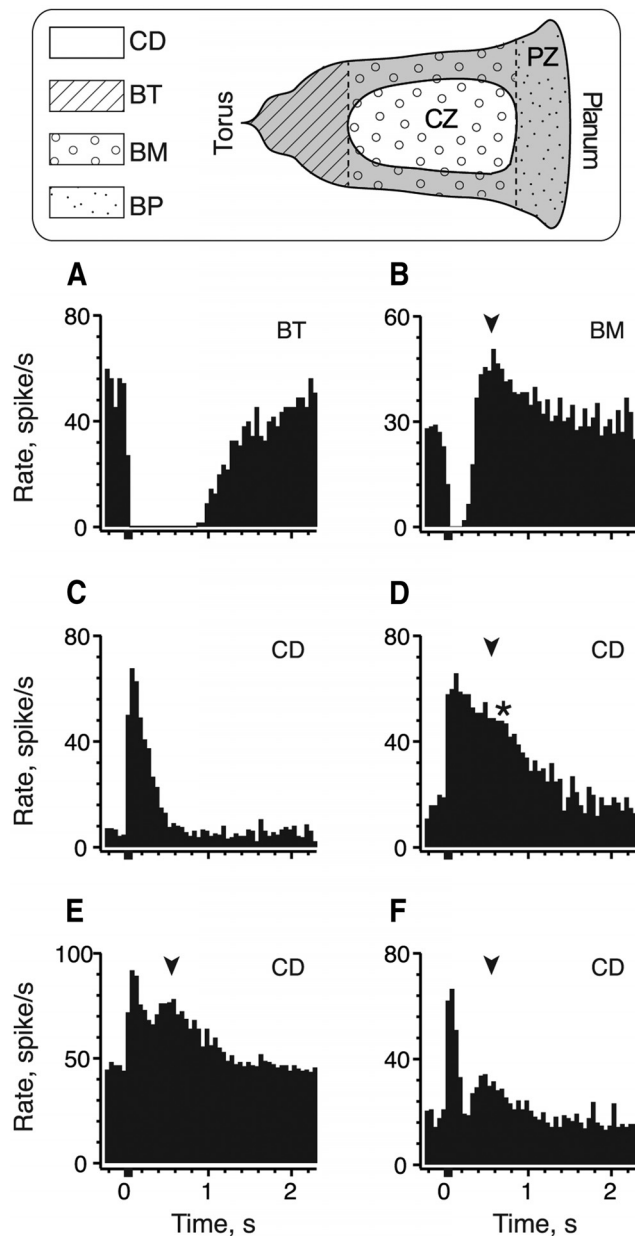 CD
BT
BM
BP
Torus
CZ
PZ
Planum
A
B
80
40
0
Rate, spike/s
BT
60
30
0
BM
C
D
80
40
0
Rate, spike/s
CD
80
40
0
CD
*
E
F
100
50
0
Rate, spike/s
CD
80
40
0
CD
0 1 2
0 1 2
Time, s
Time, s